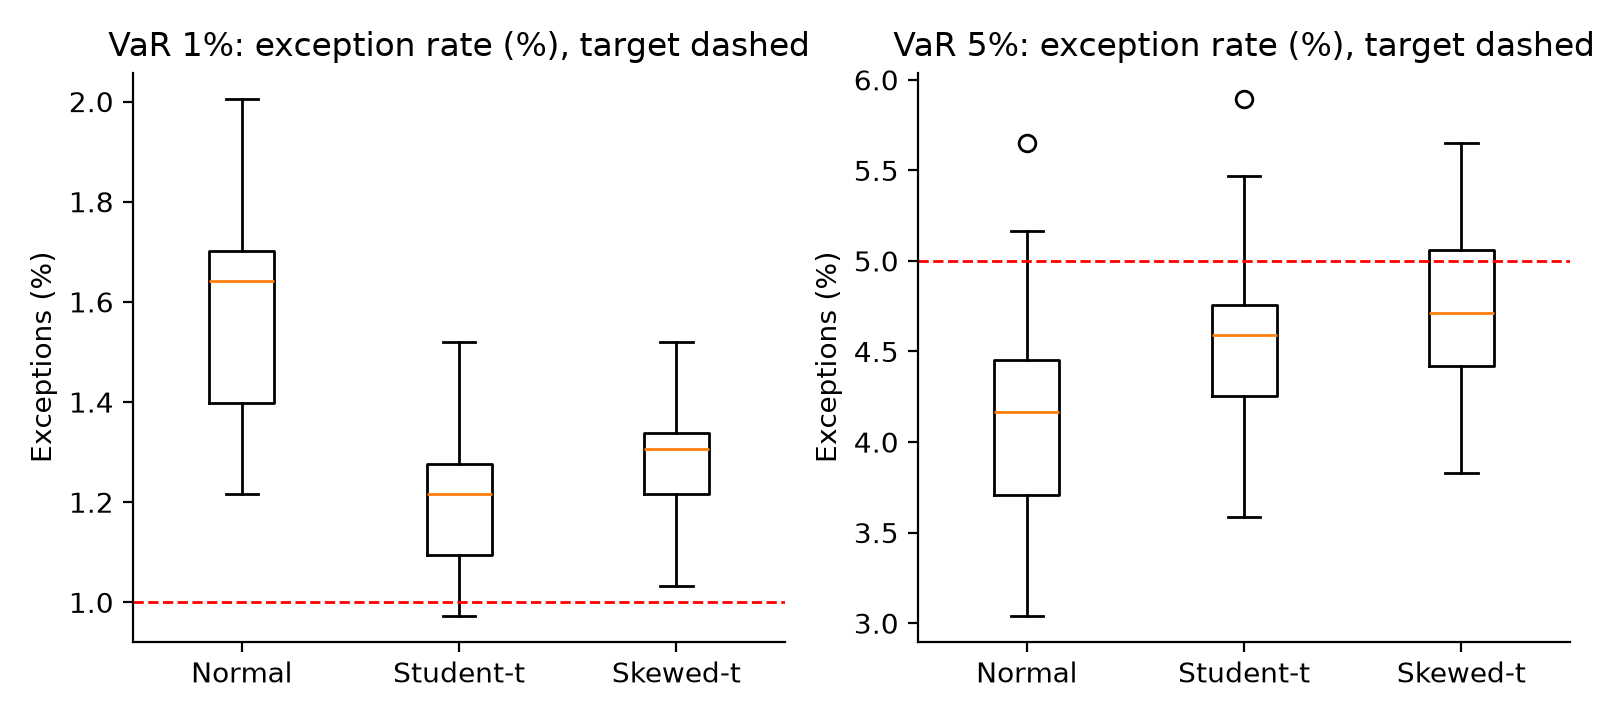 VaR 1%: exception rate (%), target dashed
Exceptions (%)
2.0
1.8
1.6
1.4
1.2
1.0
Normal
Student-t
Skewed-t
VaR 5%: exception rate (%), target dashed
Exceptions (%)
6.0
5.5
5.0
4.5
4.0
3.5
3.0
Normal
Student-t
Skewed-t